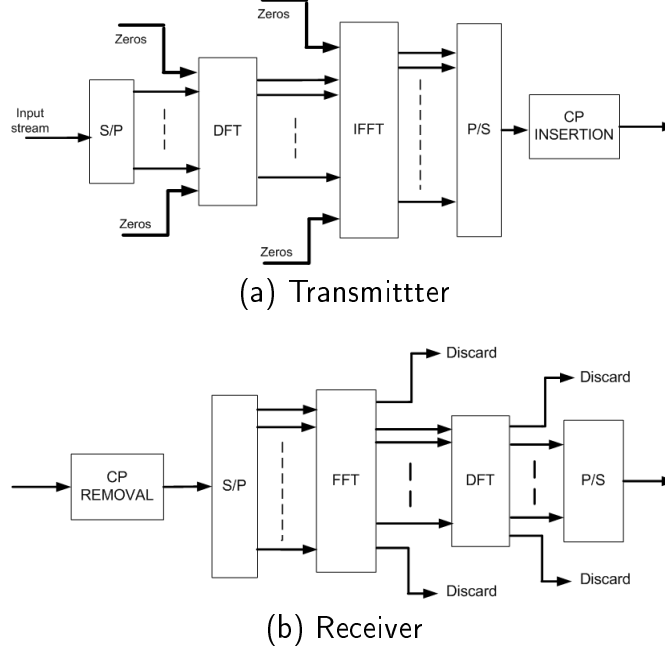 Zeros
Zeros
Input
stream
S/P
DFT
IFFT
P/S
CP
INSERTION
Zeros
Zeros
(a) Transmittter
Discard
Discard
CP
REMOVAL
S/P
FFT
DFT
P/S
Discard
Discard
(b) Receiver